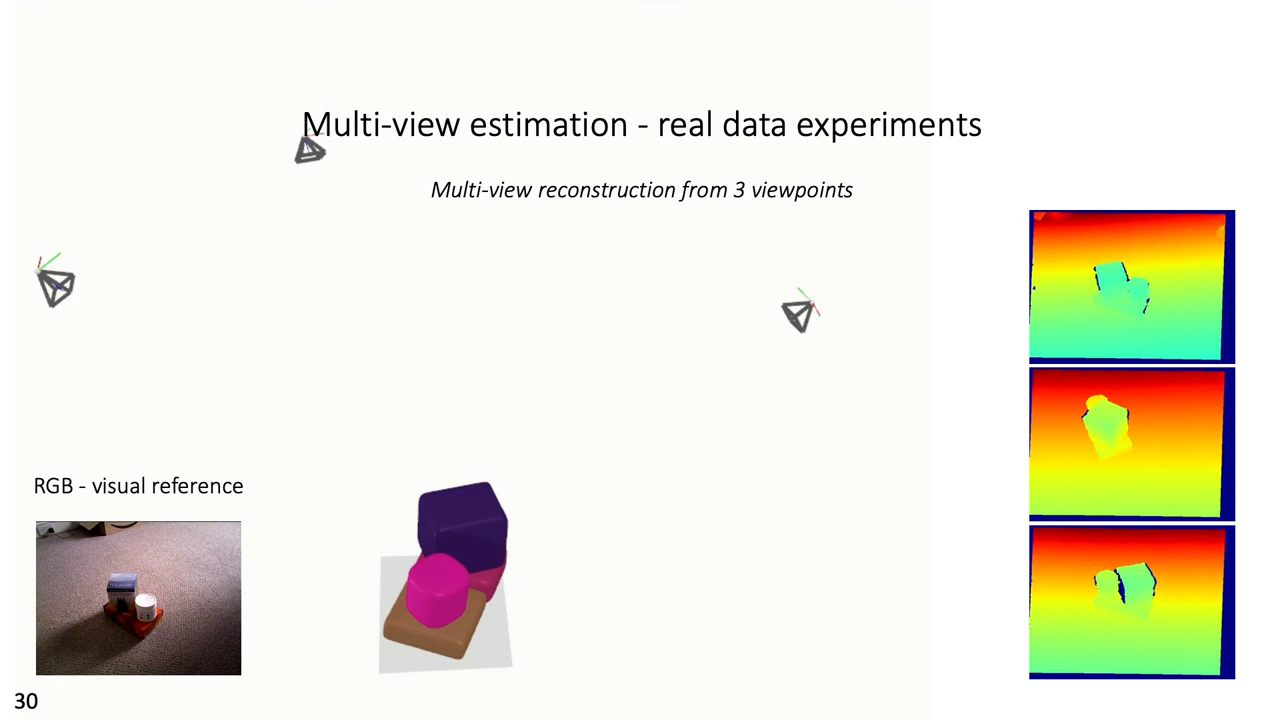 Multi-view estimation - real data experiments
Multi-view reconstruction from 3 viewpoints
RGB - visual reference
30